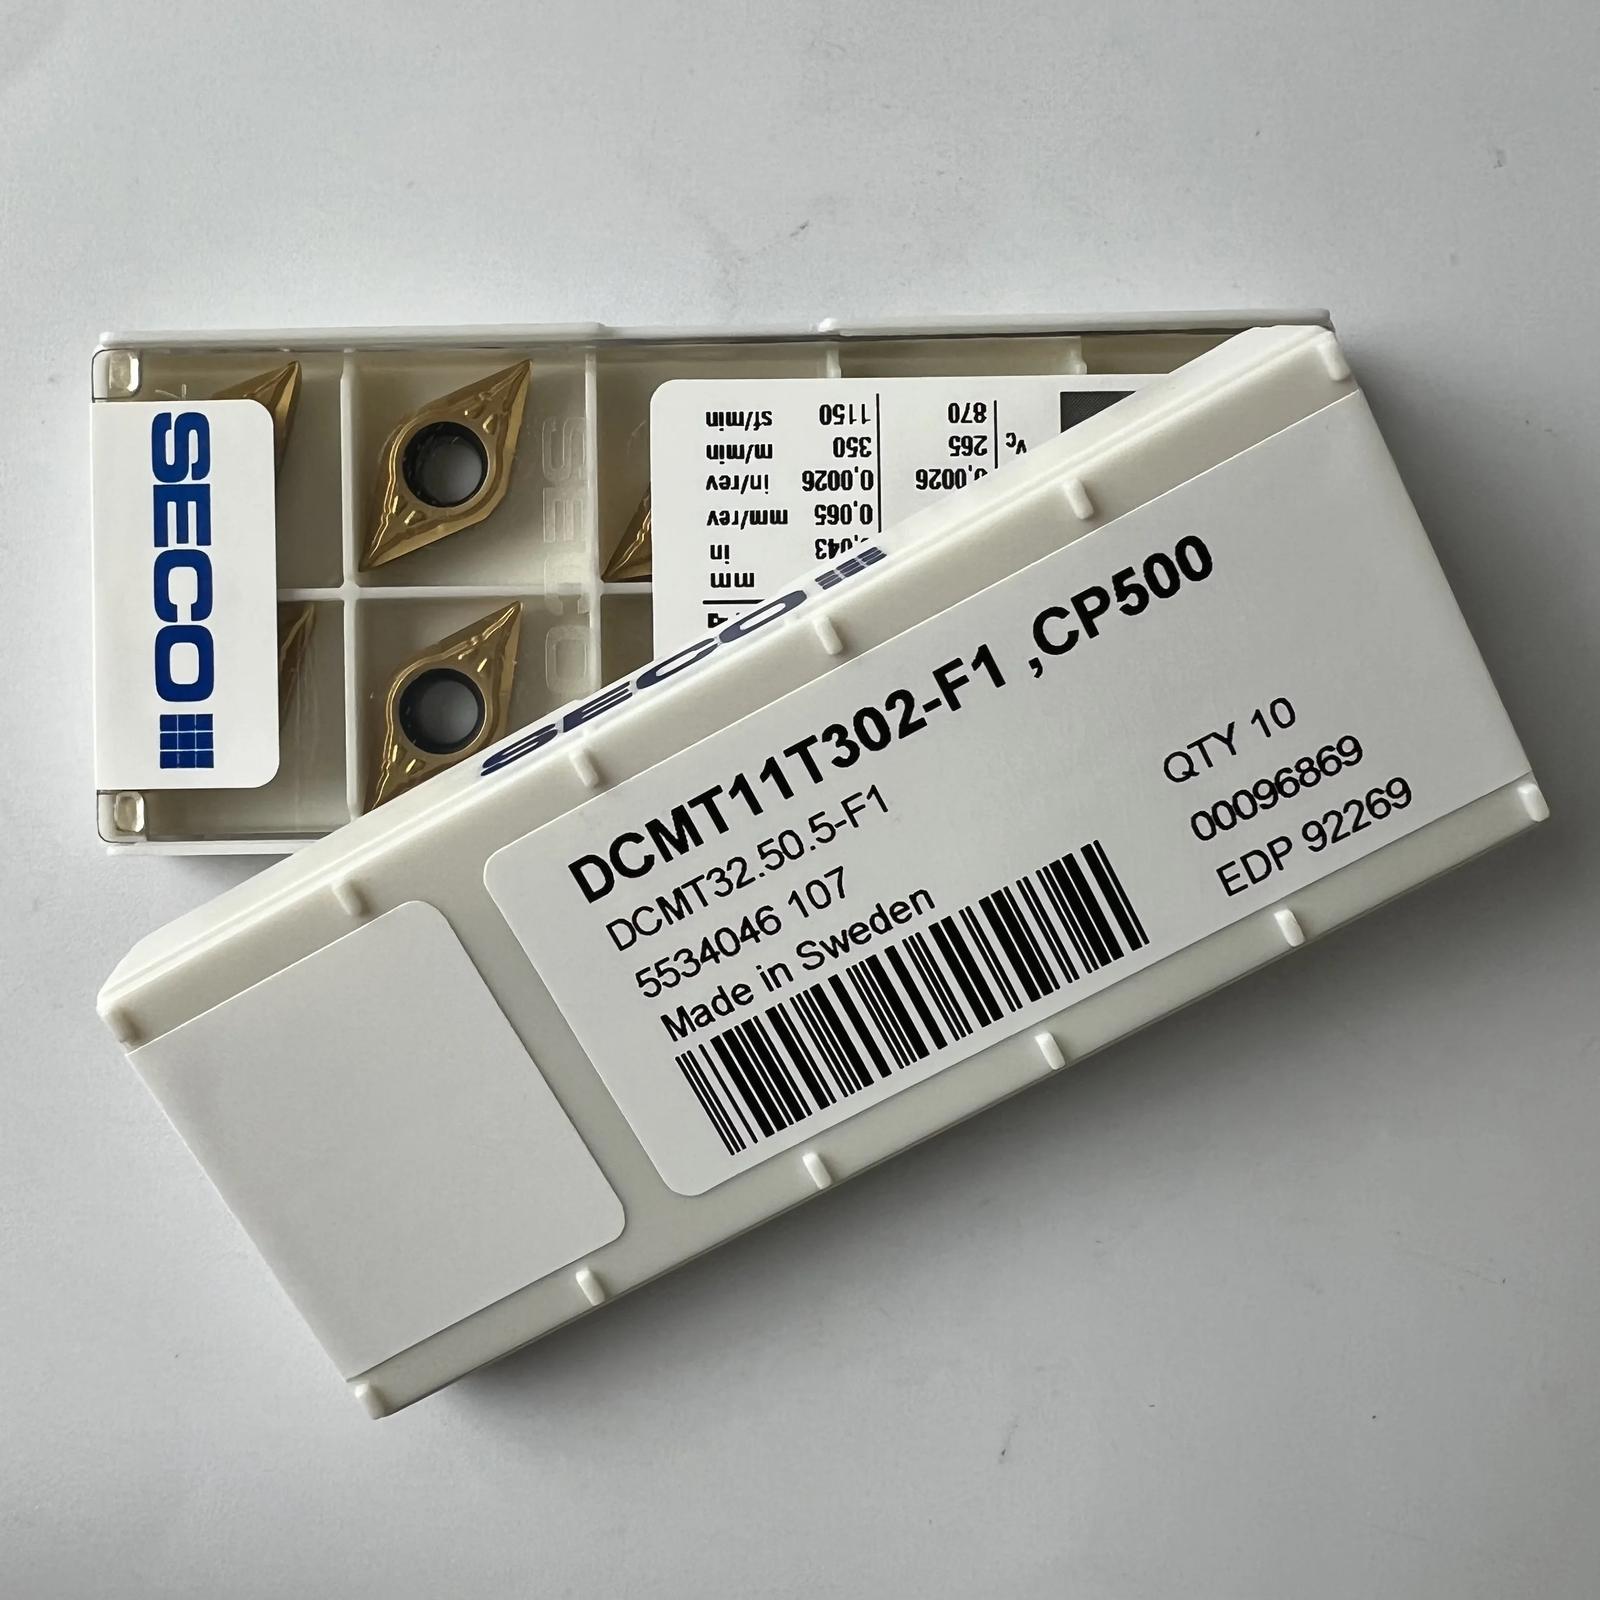 SECO
SECO
sf/min 1150 870
m/min 350 265 vc
in/rev 0,0026 0,0026
mm/rev 0,065
in
mm
SECO
DCMT11T302-F1 ,CP500
DCMT32.50.5-F1
5534046 107
Made in Sweden
QTY 10
00096869
EDP 92269